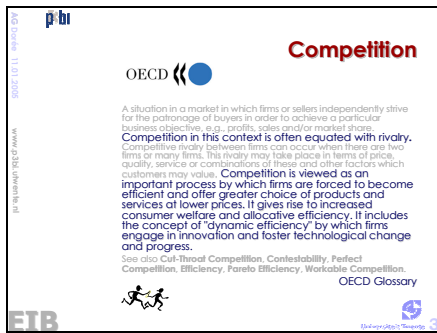 AG Dorée 11 01 2005
www.p3bi.utwente.nl
Competition
OECD
A situation in a market in which firms or sellers independently strive
for the patronage of buyers in order to achieve a particular
business objective, e.g., profits, sales and/or market share.
Competition in this context is often equated with rivalry.
Competitive rivalry between firms can occur when there are two
firms or many firms. This rivalry may take place in terms of price,
quality, service or combinations of these and other factors which
customers may value. Competition is viewed as an
important process by which firms are forced to become
efficient and offer greater choice of products and
services at lower prices. It gives rise to increased
consumer welfare and allocative efficiency. It includes
the concept of "dynamic efficiency" by which firms
engage in innovation and foster technological change
and progress.
See also Cut-Throat Competition, Contestability, Perfect
Competition, Efficiency, Pareto Efficiency, Workable Competition.
OECD Glossary
EIB
3